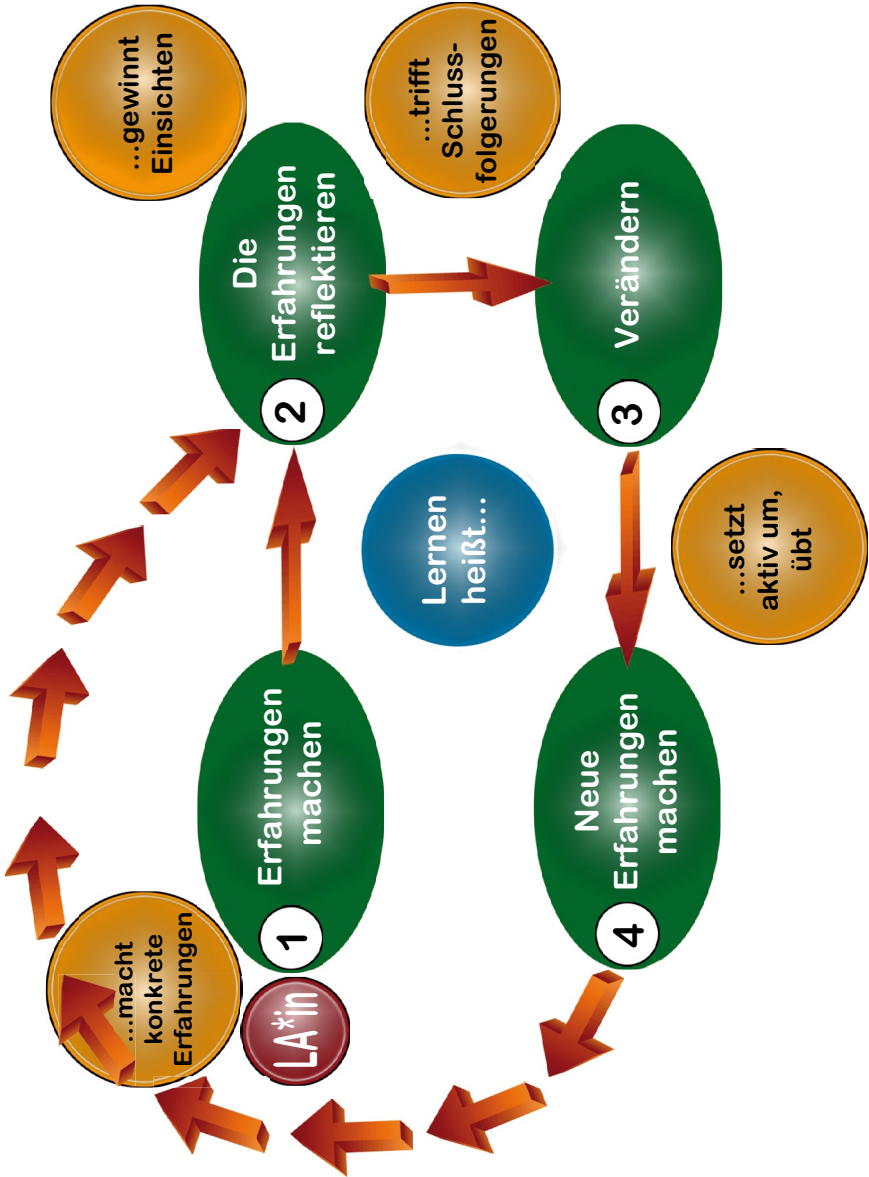 ...macht
konkrete
Erfahrungen
...gewinnt
Einsichten
LA*in
1
Erfahrungen
machen
2
Die
Erfahrungen
reflektieren
Lernen
heißt...
...trifft
Schluss-
folgerungen
4
Neue
Erfahrungen
machen
3
Verändern
...setzt
aktiv um,
übt